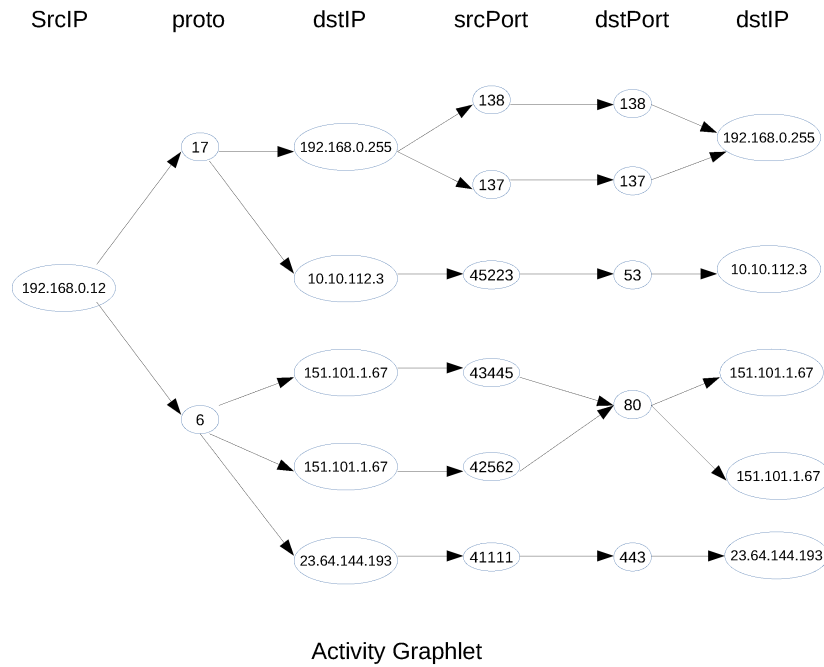 SrcIP proto dstIP srcPort dstPort dstIP
138 138
17 192.168.0.255 192.168.0.255
137 137
192.168.0.12 10.10.112.3 45223 53 10.10.112.3
151.101.1.67 43445 151.101.1.67
6 80
151.101.1.67 42562 151.101.1.67
23.64.144.193 41111 443 23.64.144.193
Activity Graphlet